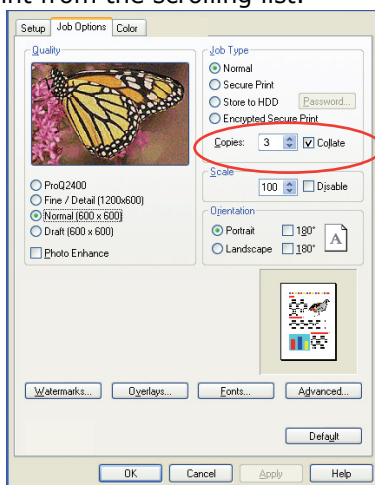 nt from the scrolling list.
Setup Job Options Color
Quality
ProQ2400
Fine / Detail (1200x600)
Normal (600 x 600)
Draft (600 x 600)
Photo Enhance
Job Type
Normal
Secure Print
Store to HDD Password...
Encrypted Secure Print
Copies: 3 Collate
Scale
100 Disable
Orientation
Portrait 180°
Landscape 180°
A
Watermarks... Overlays... Fonts... Advanced...
Default
OK Cancel Apply Help